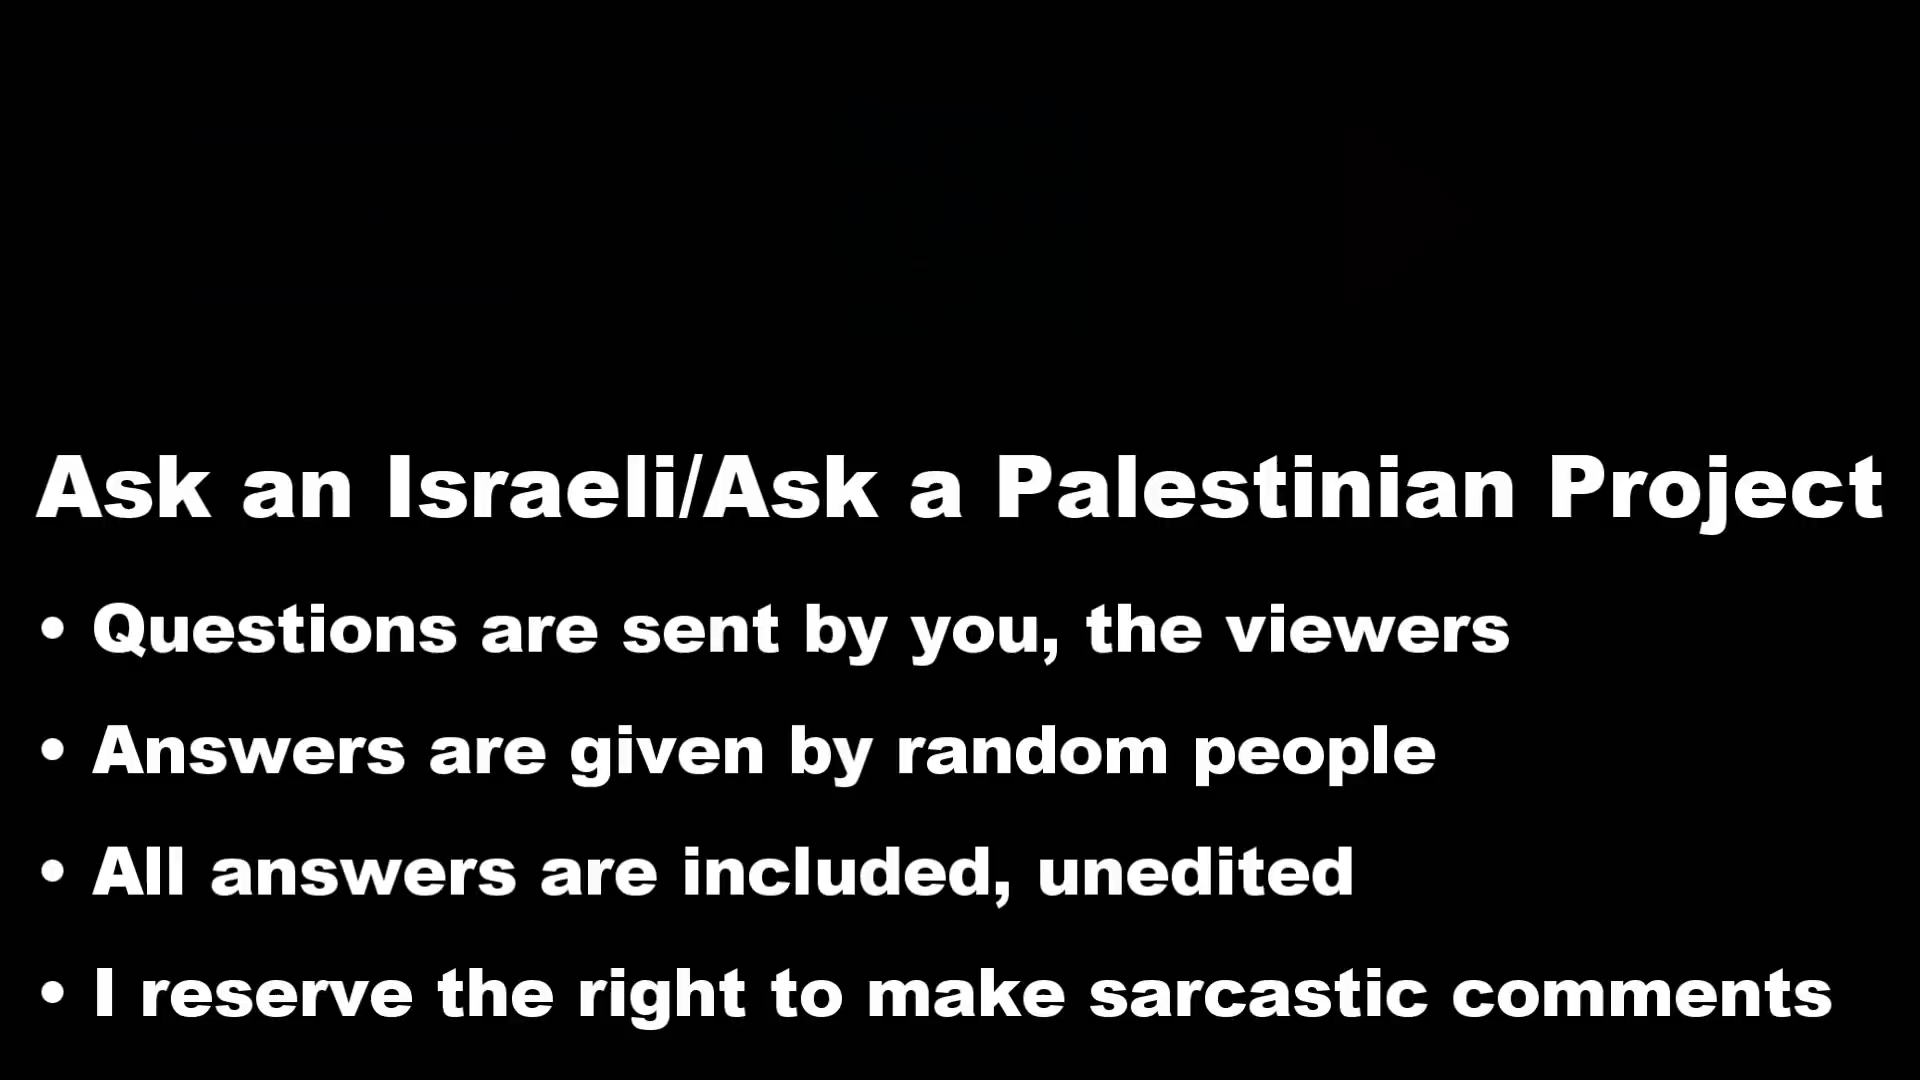 Ask an Israeli/Ask a Palestinian Project
• Questions are sent by you, the viewers
• Answers are given by random people
• All answers are included, unedited
• I reserve the right to make sarcastic comments